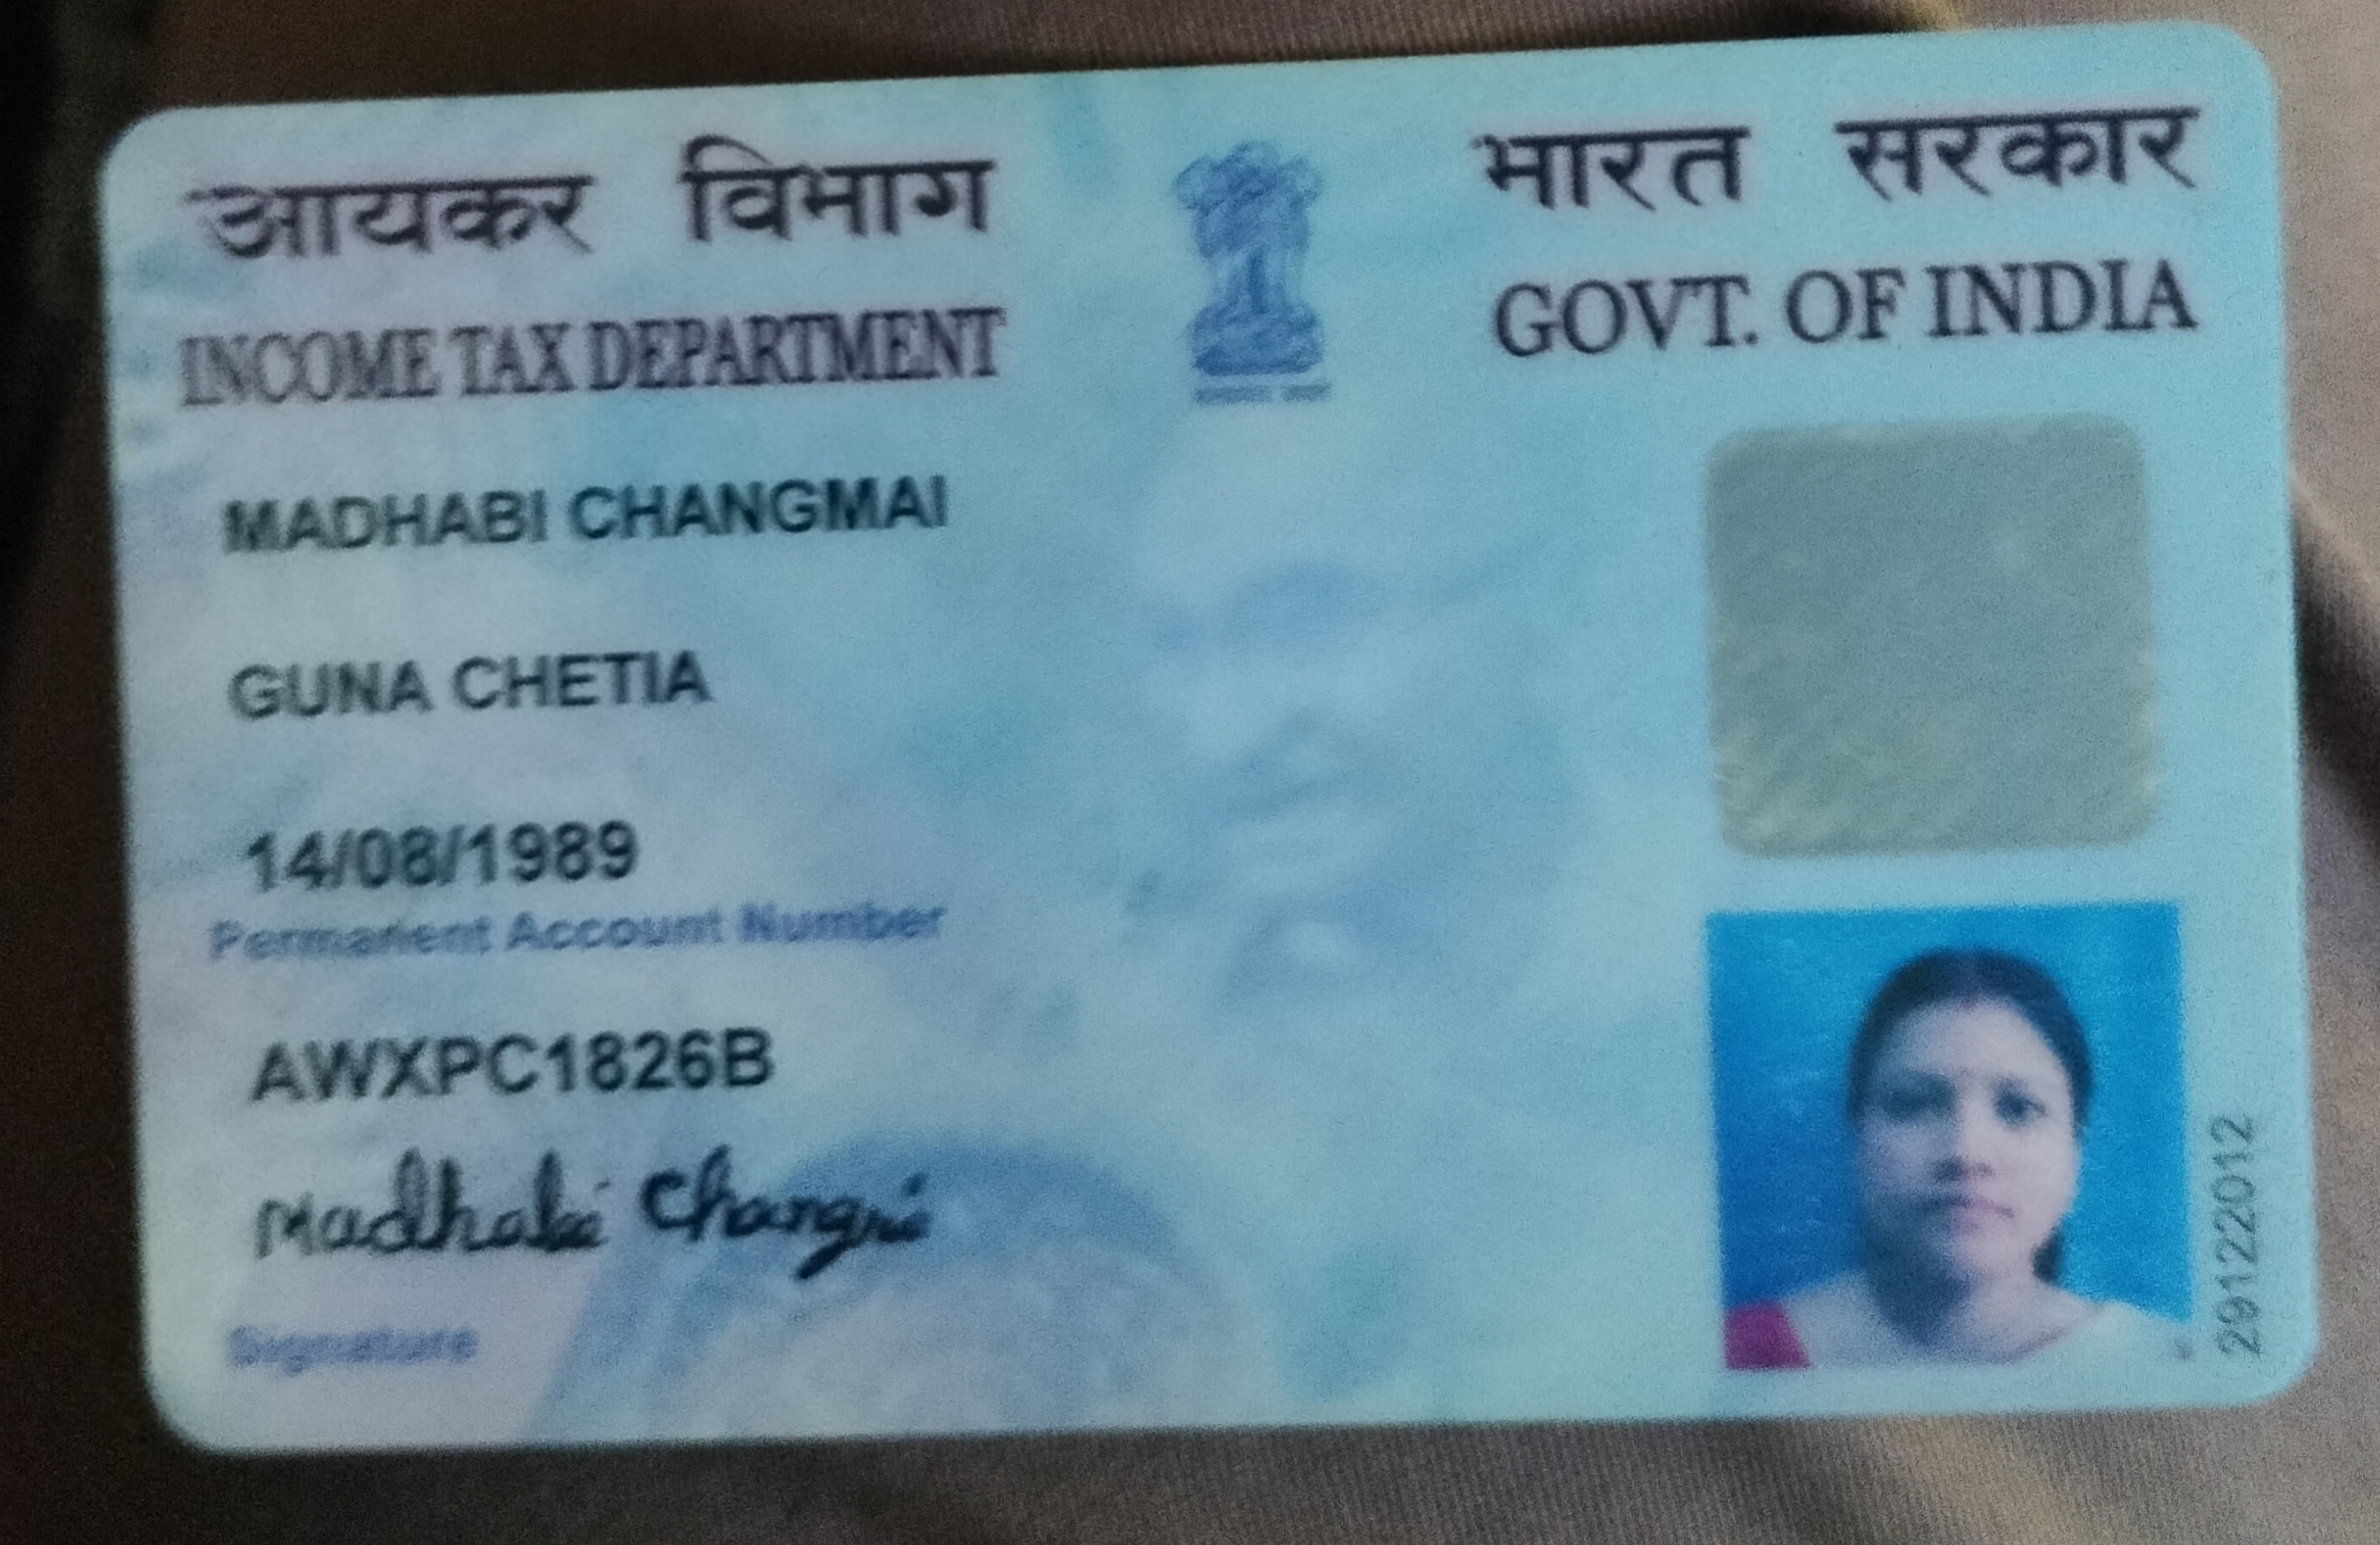 आयकर विभाग
INCOME TAX DEPARTMENT
भारत सरकार
GOVT. OF INDIA
MADHABI CHANGMAI
GUNA CHETIA
14/08/1989
Permanent Account Number
AWXPC1826B
Madhabi
Signature
29122012